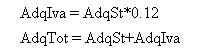 AdqIva = AdqSt*0.12
AdqTot = AdqSt+AdqIva